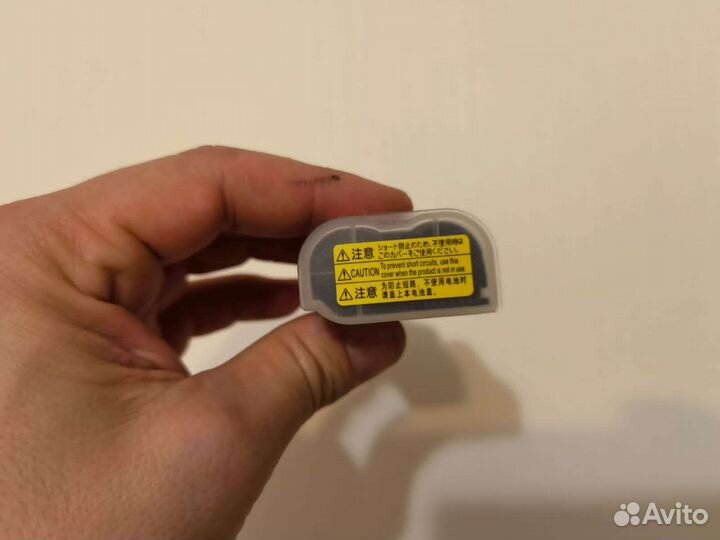 ⚠注意 ショート防止のため、不使用時は
このカバーをご使用ください。
⚠CAUTION To prevent short circuits, use this
cover when the product is not in use.
⚠注意 为防止短路，不使用电池时
请盖上本电池盖。
Avito